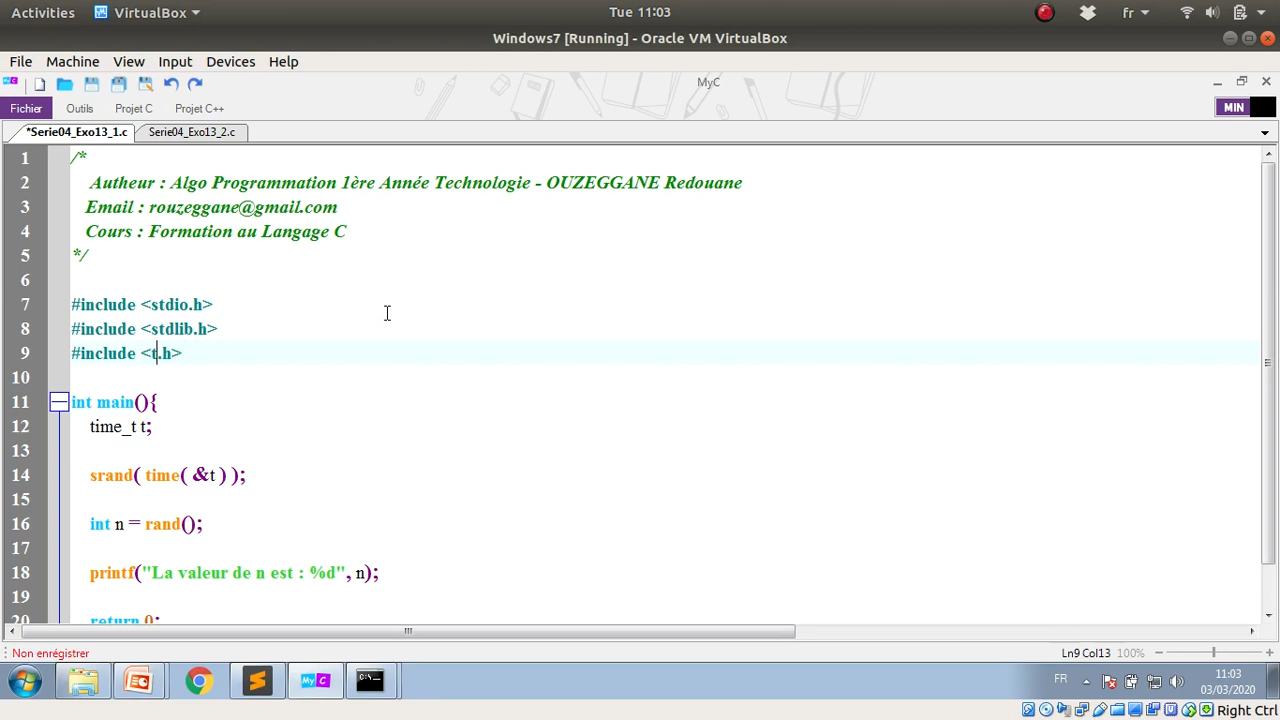 Activities VirtualBox Tue 11:03 fr
Windows7 [Running] - Oracle VM VirtualBox
File Machine View Input Devices Help
MyC
Fichier Outils Projet C Projet C++ MIN
*Serie04_Exo13_1.c Serie04_Exo13_2.c
1 /*
2 Autheur : Algo Programmation 1ère Année Technologie - OUZEGGANE Redouane
3 Email : rouzeggane@gmail.com
4 Cours : Formation au Langage C
5 */
6
7 #include <stdio.h>
8 #include <stdlib.h>
9 #include <t.h>
10
11 int main(){
12 time_t t;
13
14 srand( time( &t ) );
15
16 int n = rand();
17
18 printf("La valeur de n est : %d", n);
19
20 return 0;
Non enrégistrer Ln9 Col13 100%
MyC C:\ FR 11:03
03/03/2020
Right Ctrl